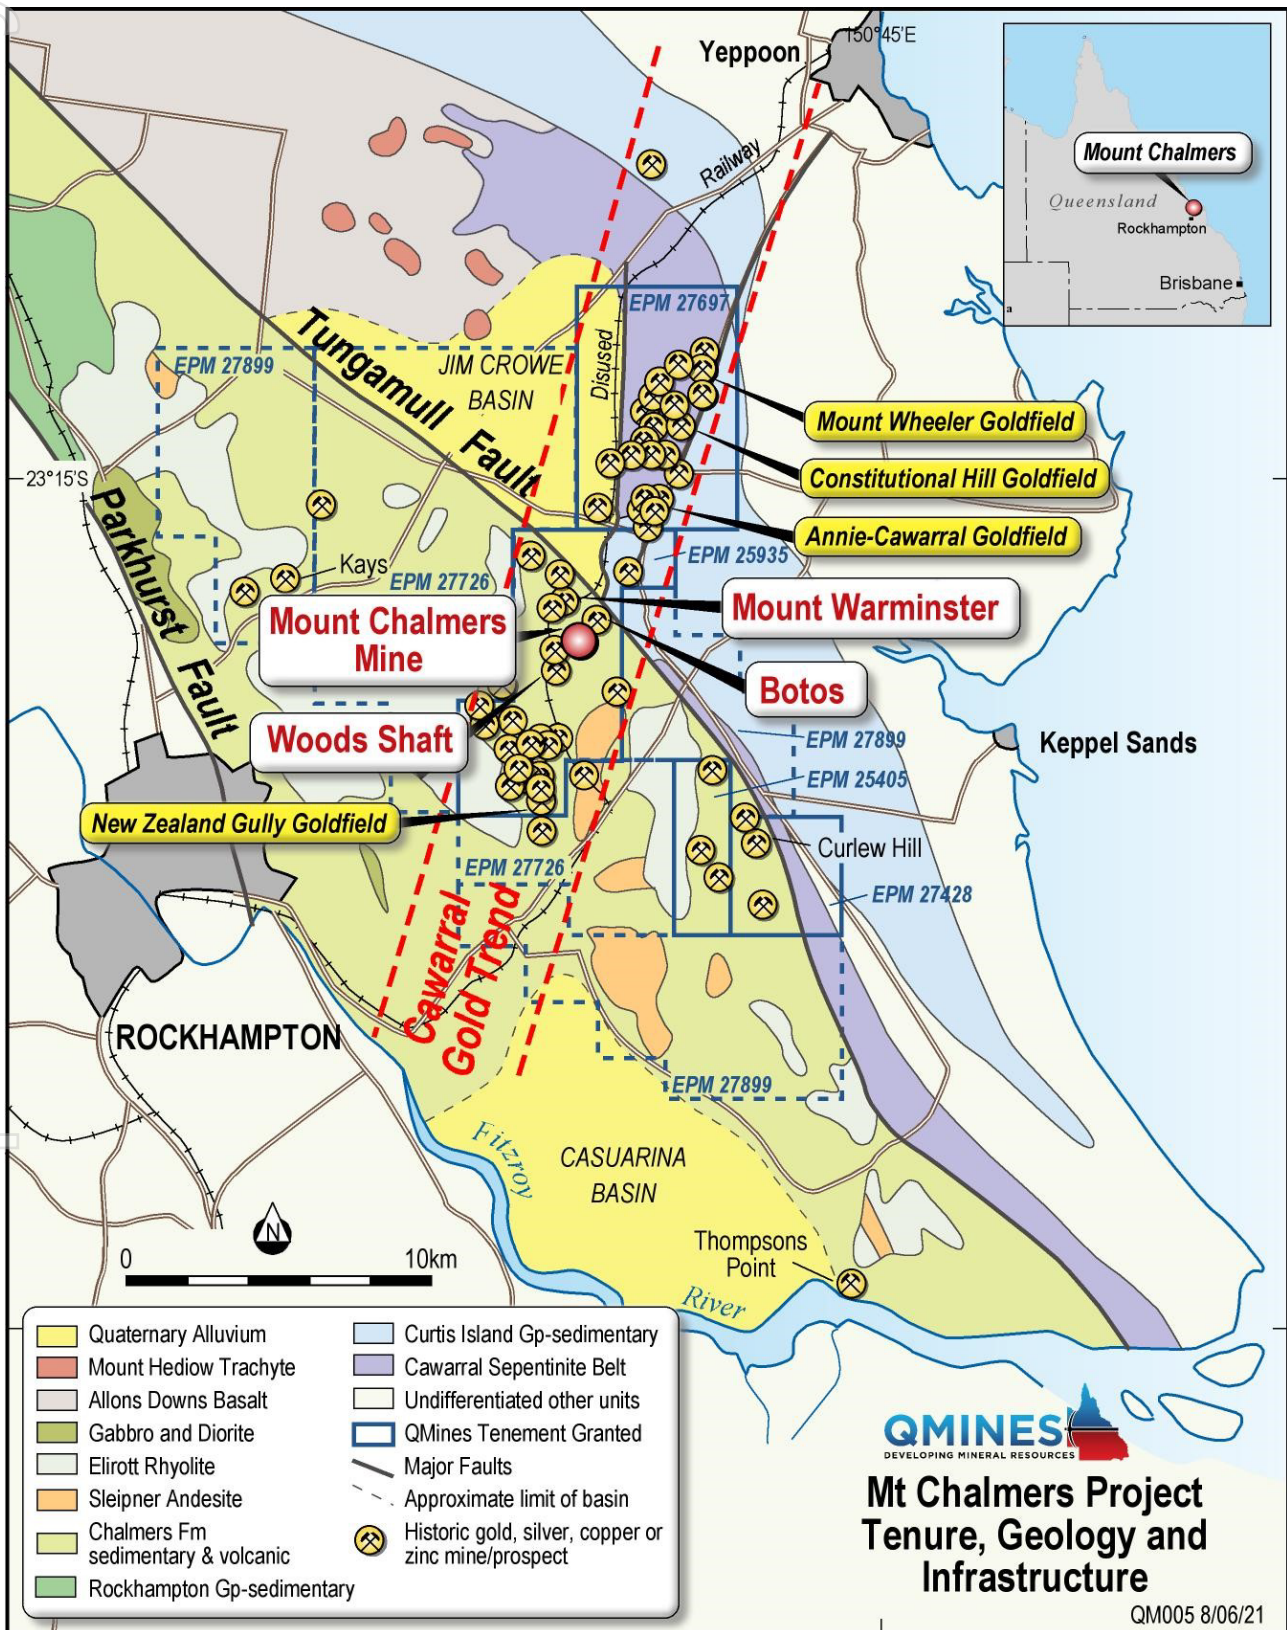 Yeppoon
150°45'E
Railway
Mount Chalmers
Queensland
Rockhampton
Brisbane
a
EPM 27697
Tungamull Fault
JIM CROWE
BASIN
Disused
EPM 27899
Mount Wheeler Goldfield
23°15'S
Constitutional Hill Goldfield
Parkhurst Fault
Annie-Cawarral Goldfield
EPM 25935
Kays
EPM 27726
Mount Chalmers
Mine
Mount Warminster
Botos
Woods Shaft
EPM 27899
Keppel Sands
EPM 25405
New Zealand Gully Goldfield
Curlew Hill
EPM 27726
EPM 27428
Cawarral
Gold Trend
ROCKHAMPTON
EPM 27899
Fitzroy
CASUARINA
BASIN
N
Thompsons
Point
0 10km
River
Quaternary Alluvium
Mount Hediow Trachyte
Allons Downs Basalt
Gabbro and Diorite
Elirott Rhyolite
Sleipner Andesite
Chalmers Fm
sedimentary & volcanic
Rockhampton Gp-sedimentary
Curtis Island Gp-sedimentary
Cawarral Sepentinite Belt
Undifferentiated other units
QMines Tenement Granted
Major Faults
Approximate limit of basin
Historic gold, silver, copper or
zinc mine/prospect
QMINES
DEVELOPING MINERAL RESOURCES
Mt Chalmers Project
Tenure, Geology and
Infrastructure
QM005 8/06/21